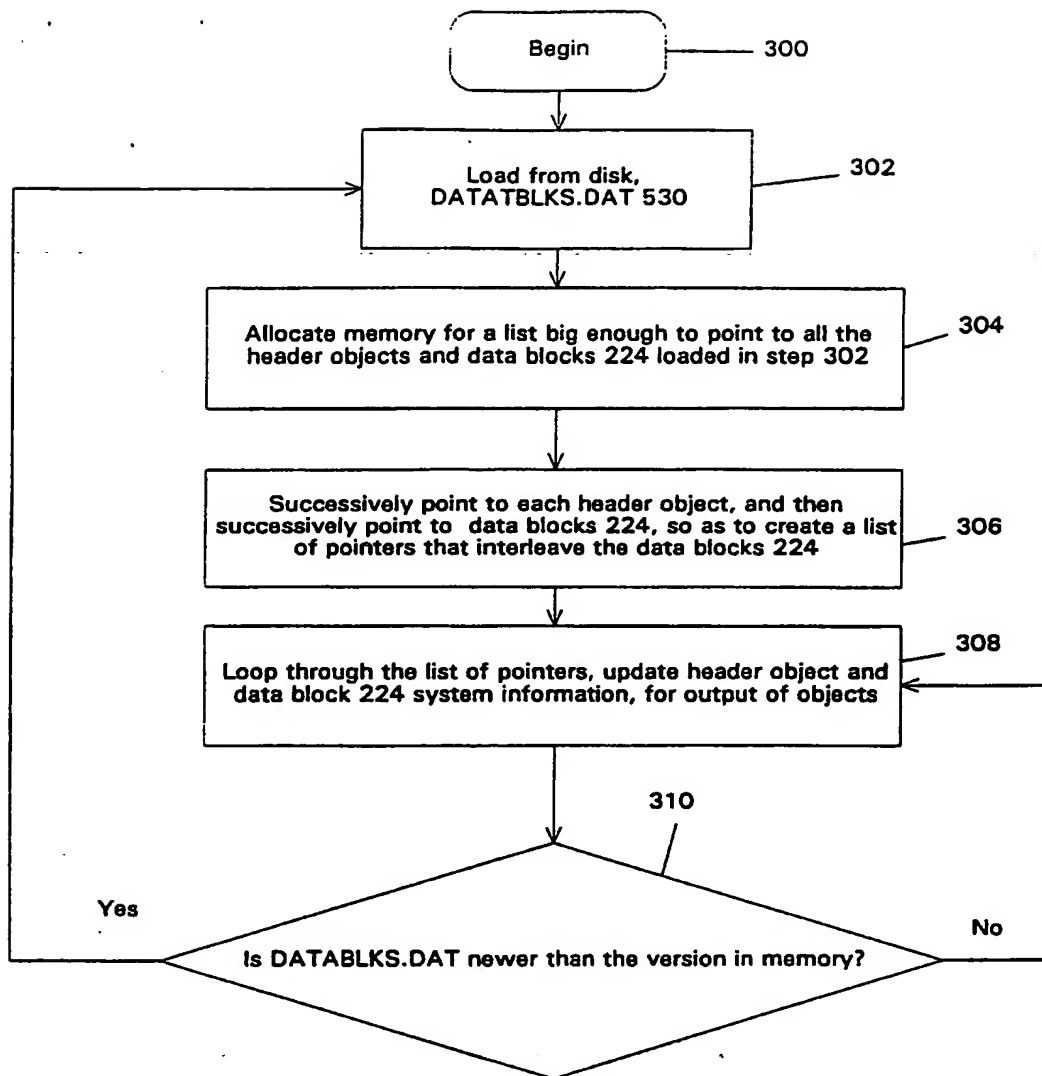 Begin
300
Load from disk,
DATATBLKS.DAT 530
302
Allocate memory for a list big enough to point to all the
header objects and data blocks 224 loaded in step 302
304
Successively point to each header object, and then
successively point to data blocks 224, so as to create a list
of pointers that interleave the data blocks 224
306
Loop through the list of pointers, update header object and
data block 224 system information, for output of objects
308
310
Yes
No
Is DATABLKS.DAT newer than the version in memory?